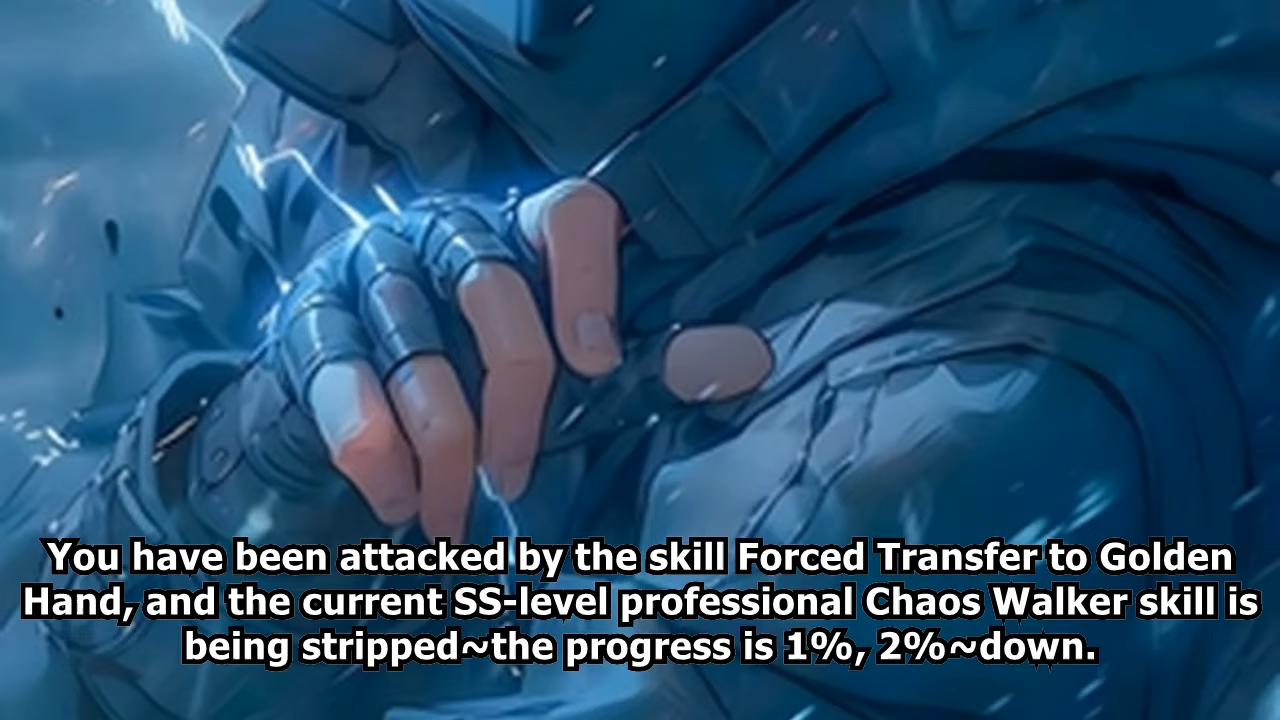 You have been attacked by the skill Forced Transfer to Golden
Hand, and the current SS-level professional Chaos Walker skill is
being stripped~the progress is 1%, 2%~down.